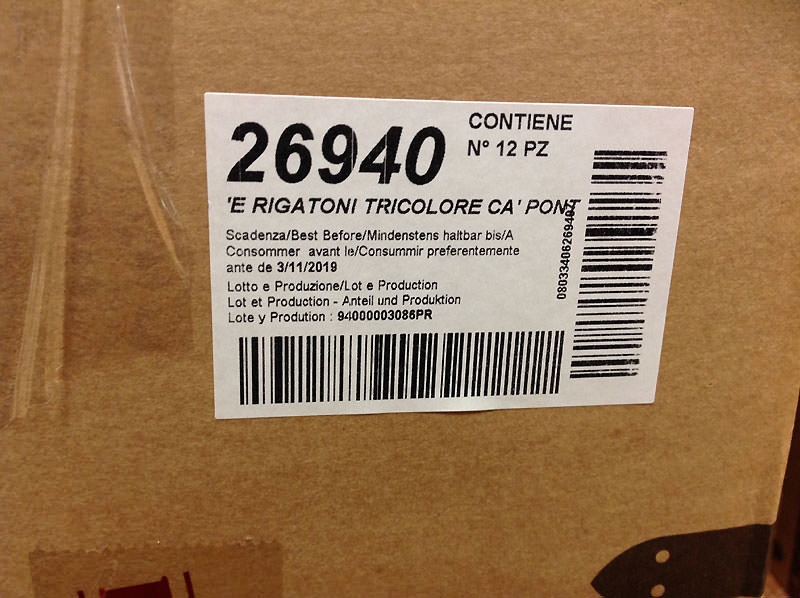 26940
CONTIENE
N° 12 PZ
'E RIGATONI TRICOLORE CA' PONT
Scadenza/Best Before/Mindenstens haltbar bis/A
Consommer avant le/Consummir preferentemente
ante de 3/11/2019
Lotto e Produzione/Lot e Production
Lot et Production - Anteil und Produktion
Lote y Prodution : 94000003086PR